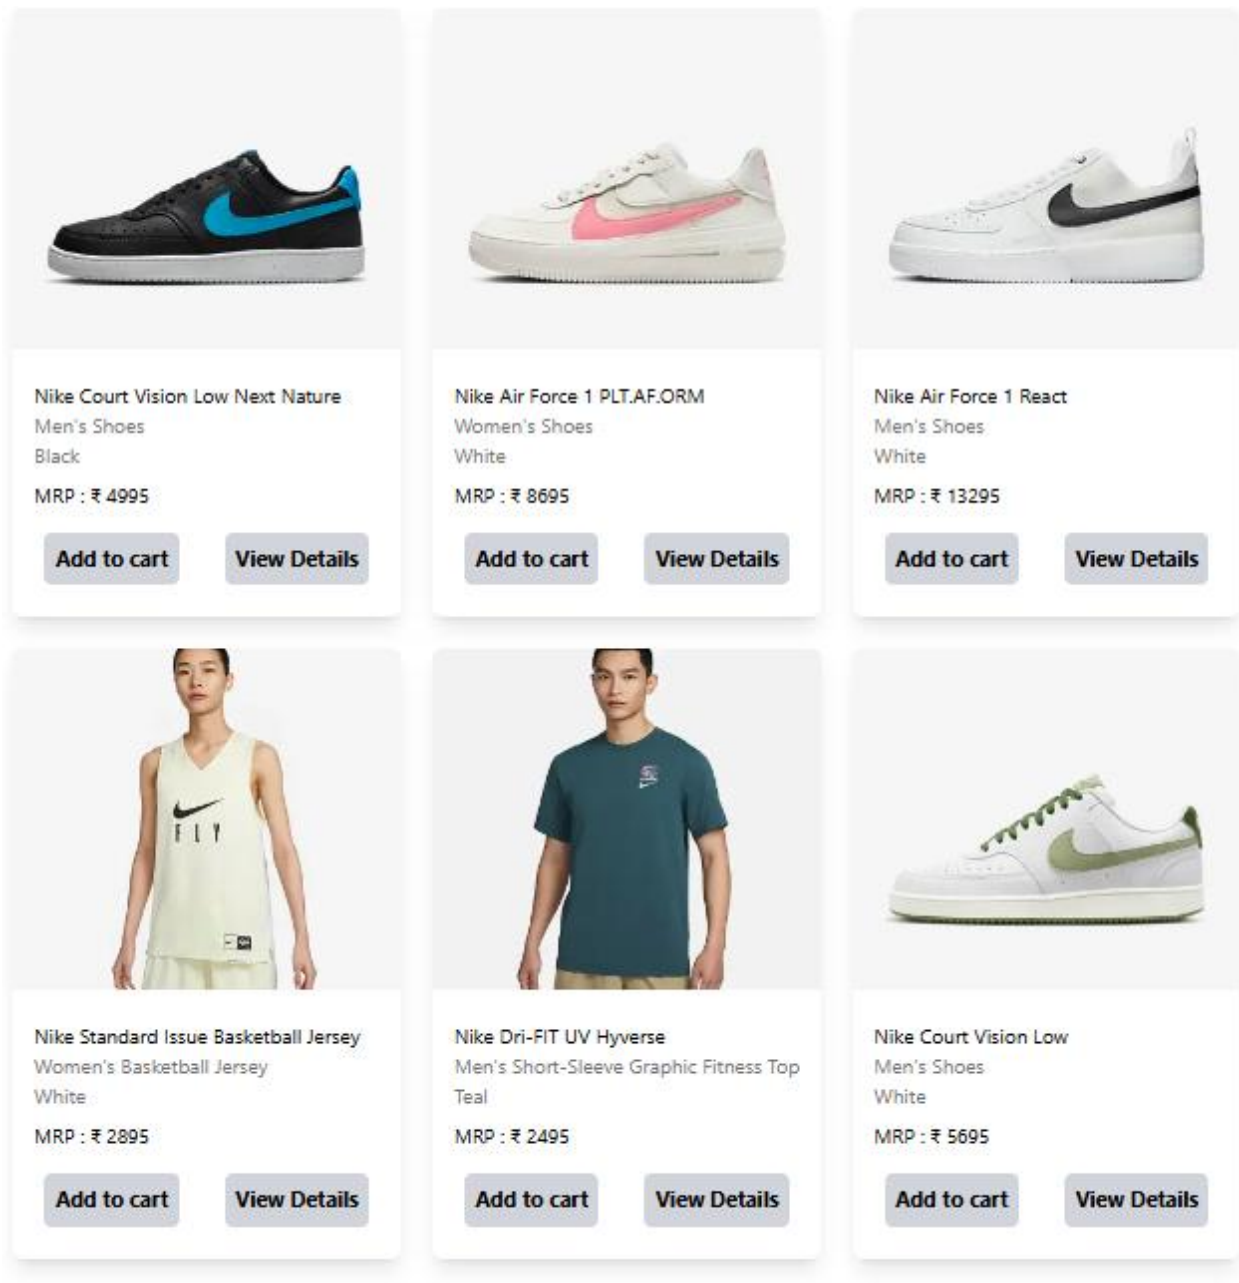 Nike Court Vision Low Next Nature
Men's Shoes
Black
MRP : ₹ 4995
Add to cart
View Details
Nike Air Force 1 PLT.AF.ORM
Women's Shoes
White
MRP : ₹ 8695
Add to cart
View Details
Nike Air Force 1 React
Men's Shoes
White
MRP : ₹ 13295
Add to cart
View Details
FLY
Nike Standard Issue Basketball Jersey
Women's Basketball Jersey
White
MRP : ₹ 2895
Add to cart
View Details
Nike Dri-FIT UV Hyverse
Men's Short-Sleeve Graphic Fitness Top
Teal
MRP : ₹ 2495
Add to cart
View Details
Nike Court Vision Low
Men's Shoes
White
MRP : ₹ 5695
Add to cart
View Details